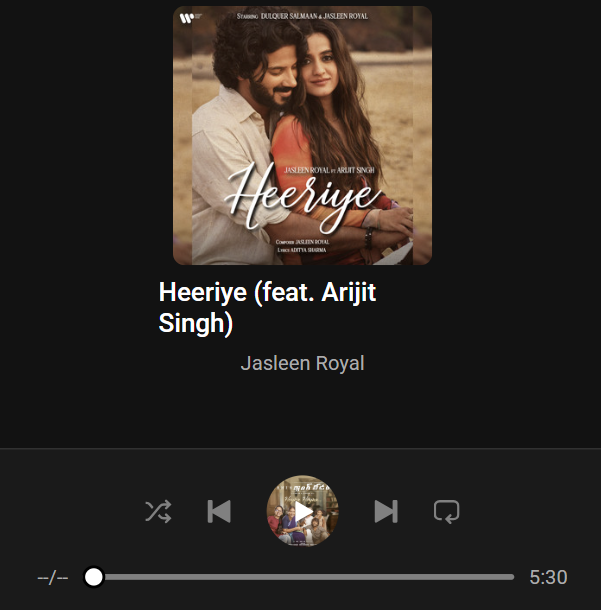 STARRING DULQUER SALMAAN & JASLEEN ROYAL
JASLEEN ROYAL FT ARIJIT SINGH
Heeriye
COMPOSER JASLEEN ROYAL
LYRICS ADITYA SHARMA
Heeriye (feat. Arijit
Singh)
Jasleen Royal
--/--
5:30